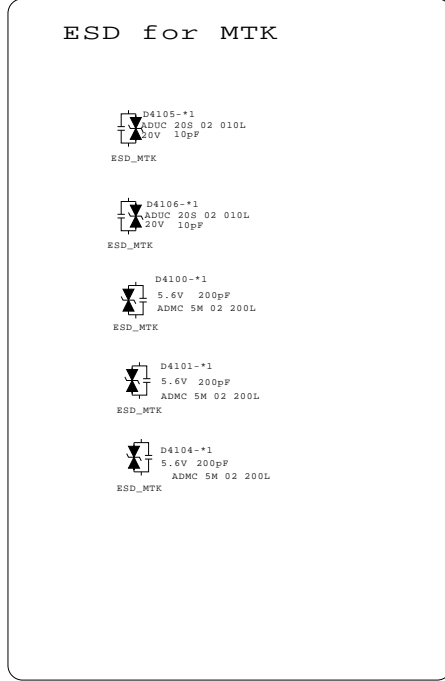 ESD for MTK
D4105-*1
ADUC 20S 02 010L
20V 10pF
ESD_MTK
D4106-*1
ADUC 20S 02 010L
20V 10pF
ESD_MTK
D4100-*1
5.6V 200pF
ADMC 5M 02 200L
ESD_MTK
D4101-*1
5.6V 200pF
ADMC 5M 02 200L
ESD_MTK
D4104-*1
5.6V 200pF
ADMC 5M 02 200L
ESD_MTK